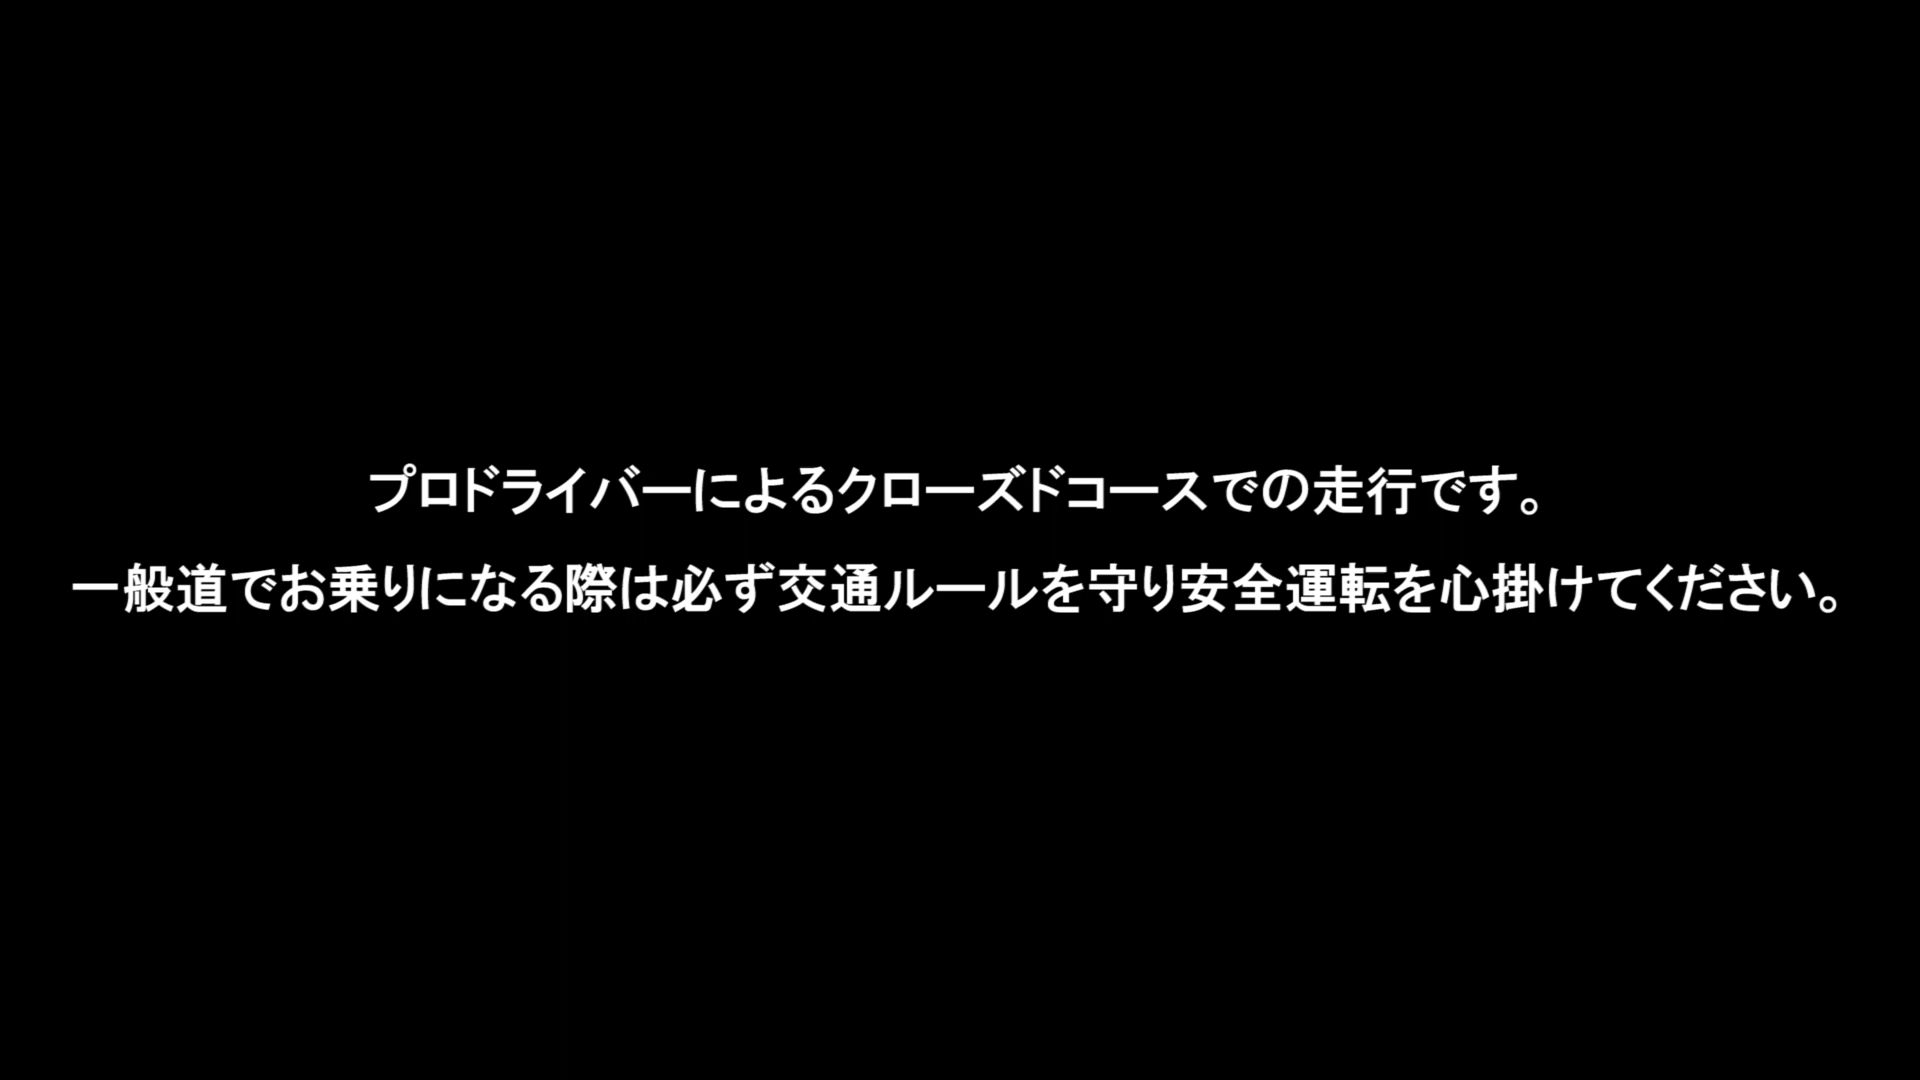 プロドライバーによるクローズドコースでの走行です。
一般道でお乗りになる際は必ず交通ルールを守り安全運転を心掛けてください。